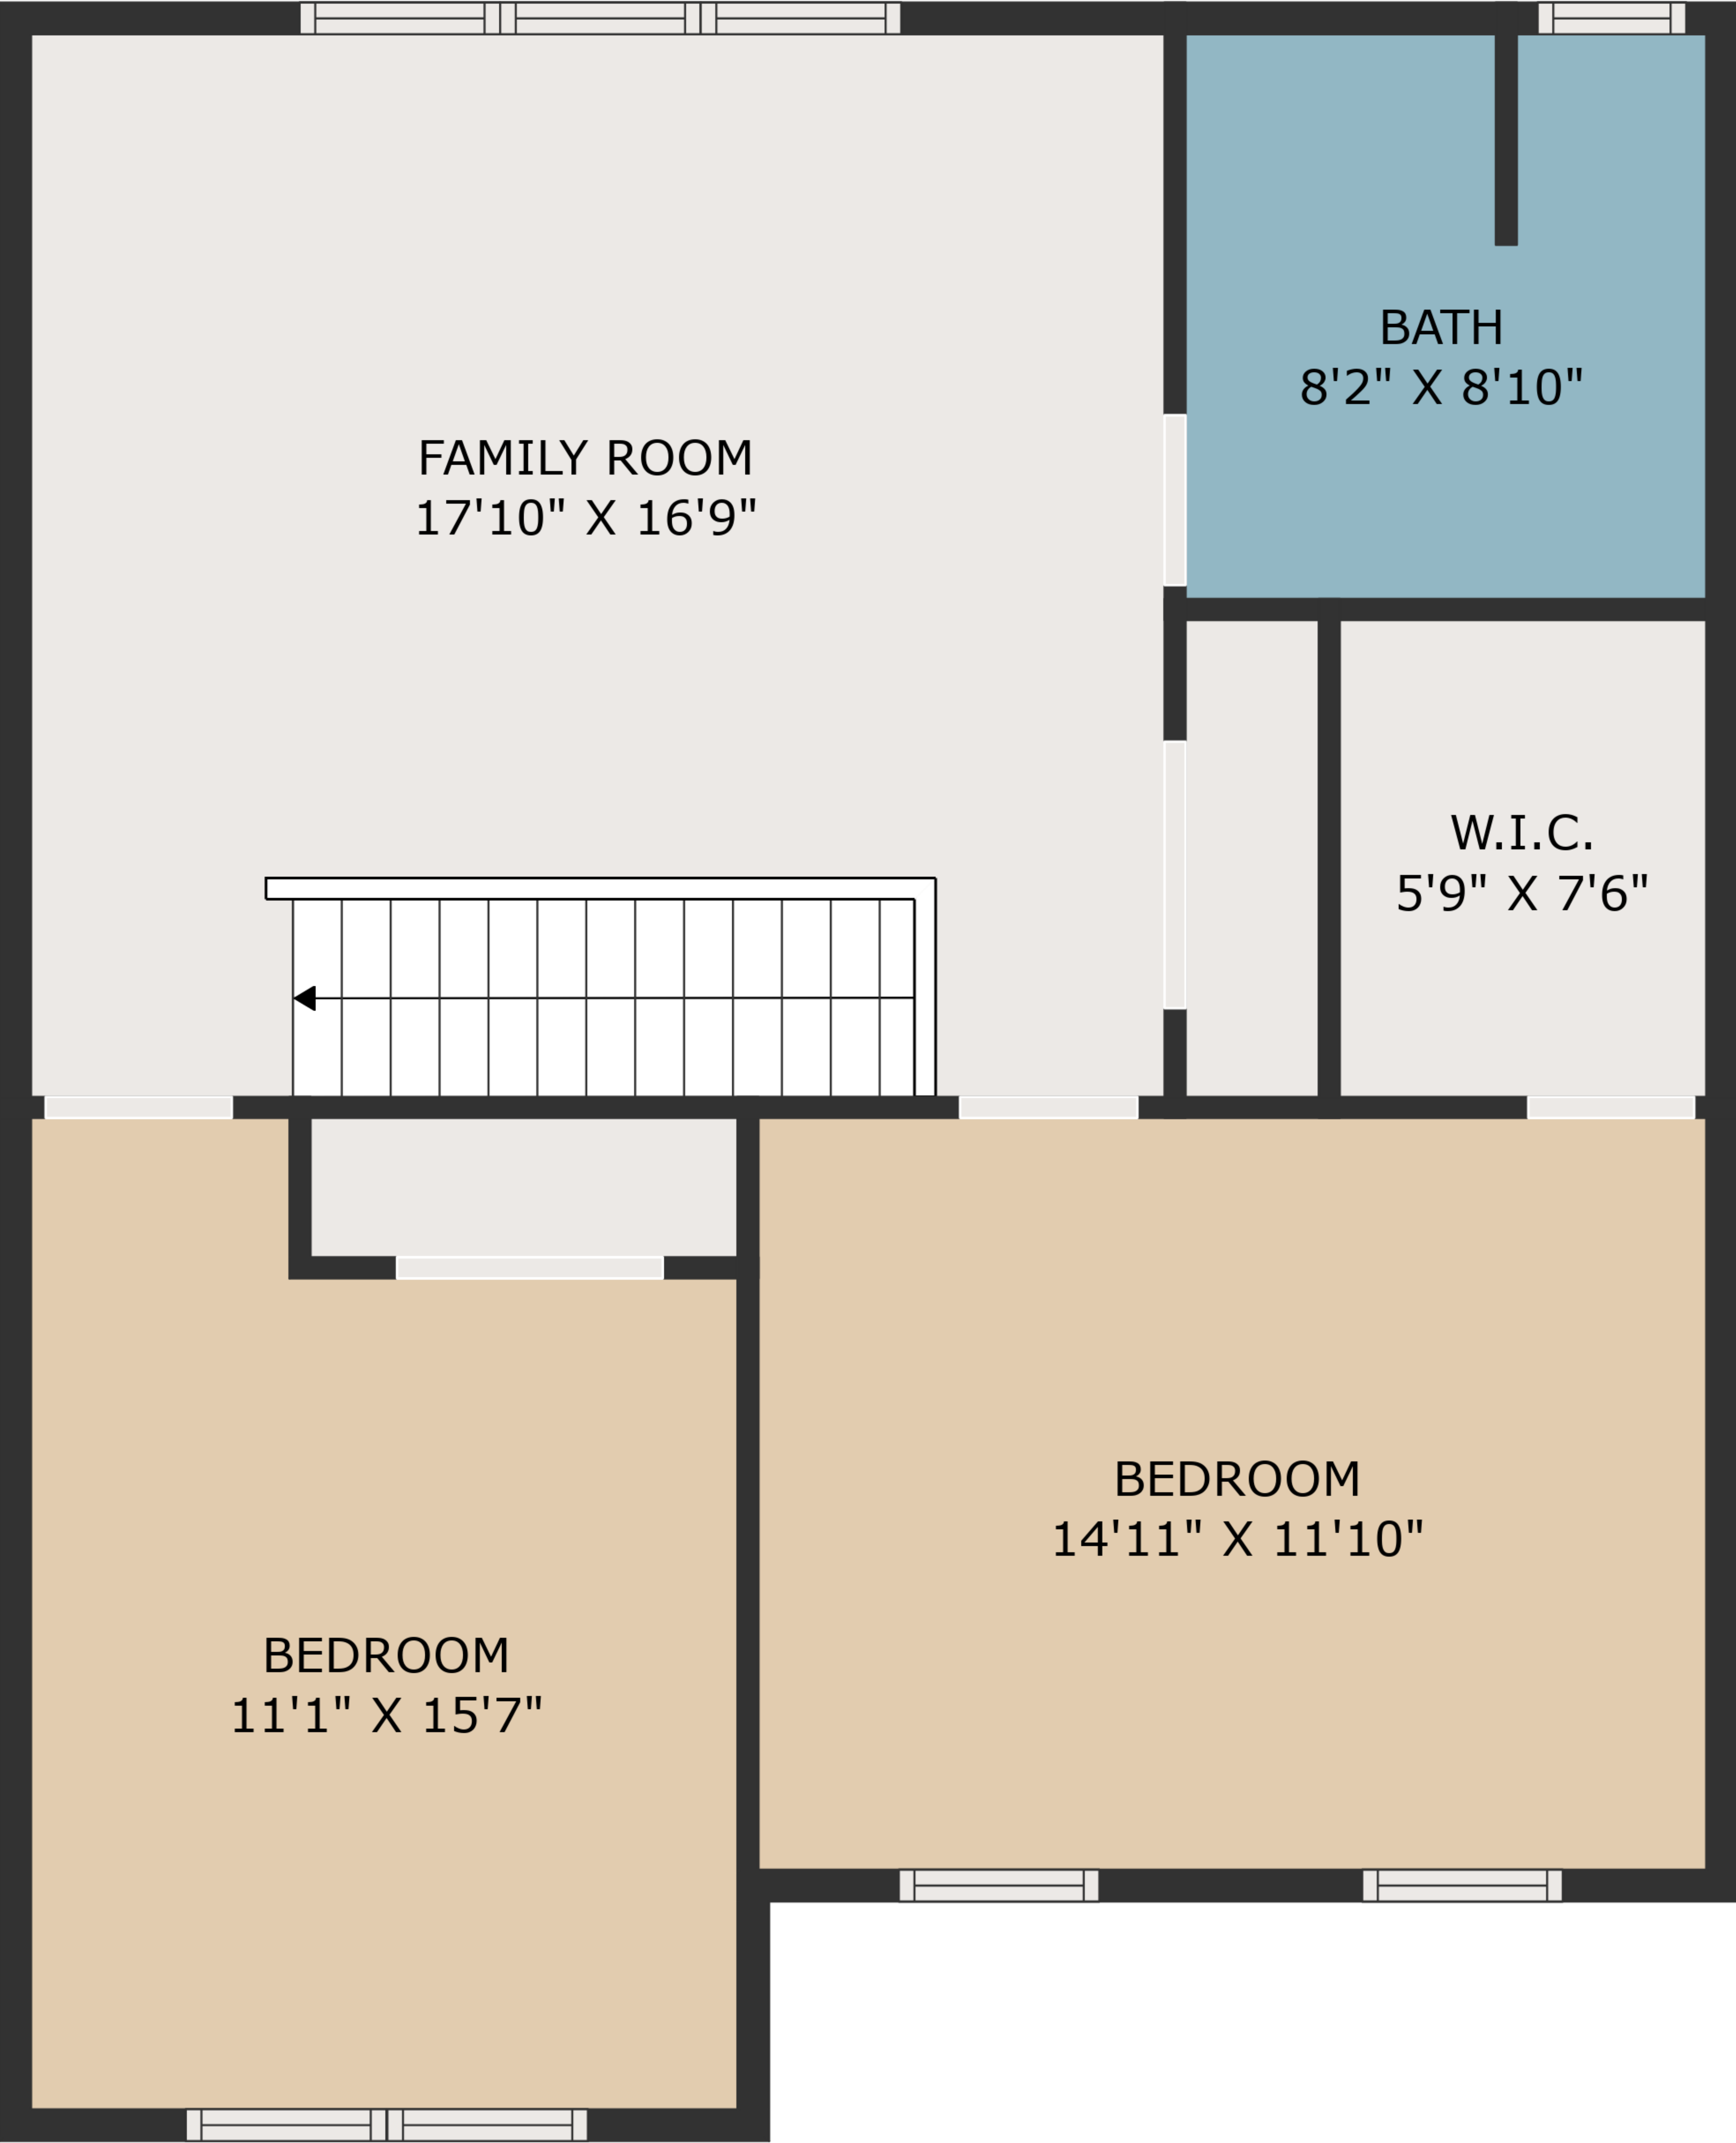 BATH
8'2" X 8'10"
FAMILY ROOM
17'10" X 16'9"
W.I.C.
5'9" X 7'6"
BEDROOM
14'11" X 11'10"
BEDROOM
11'1" X 15'7"